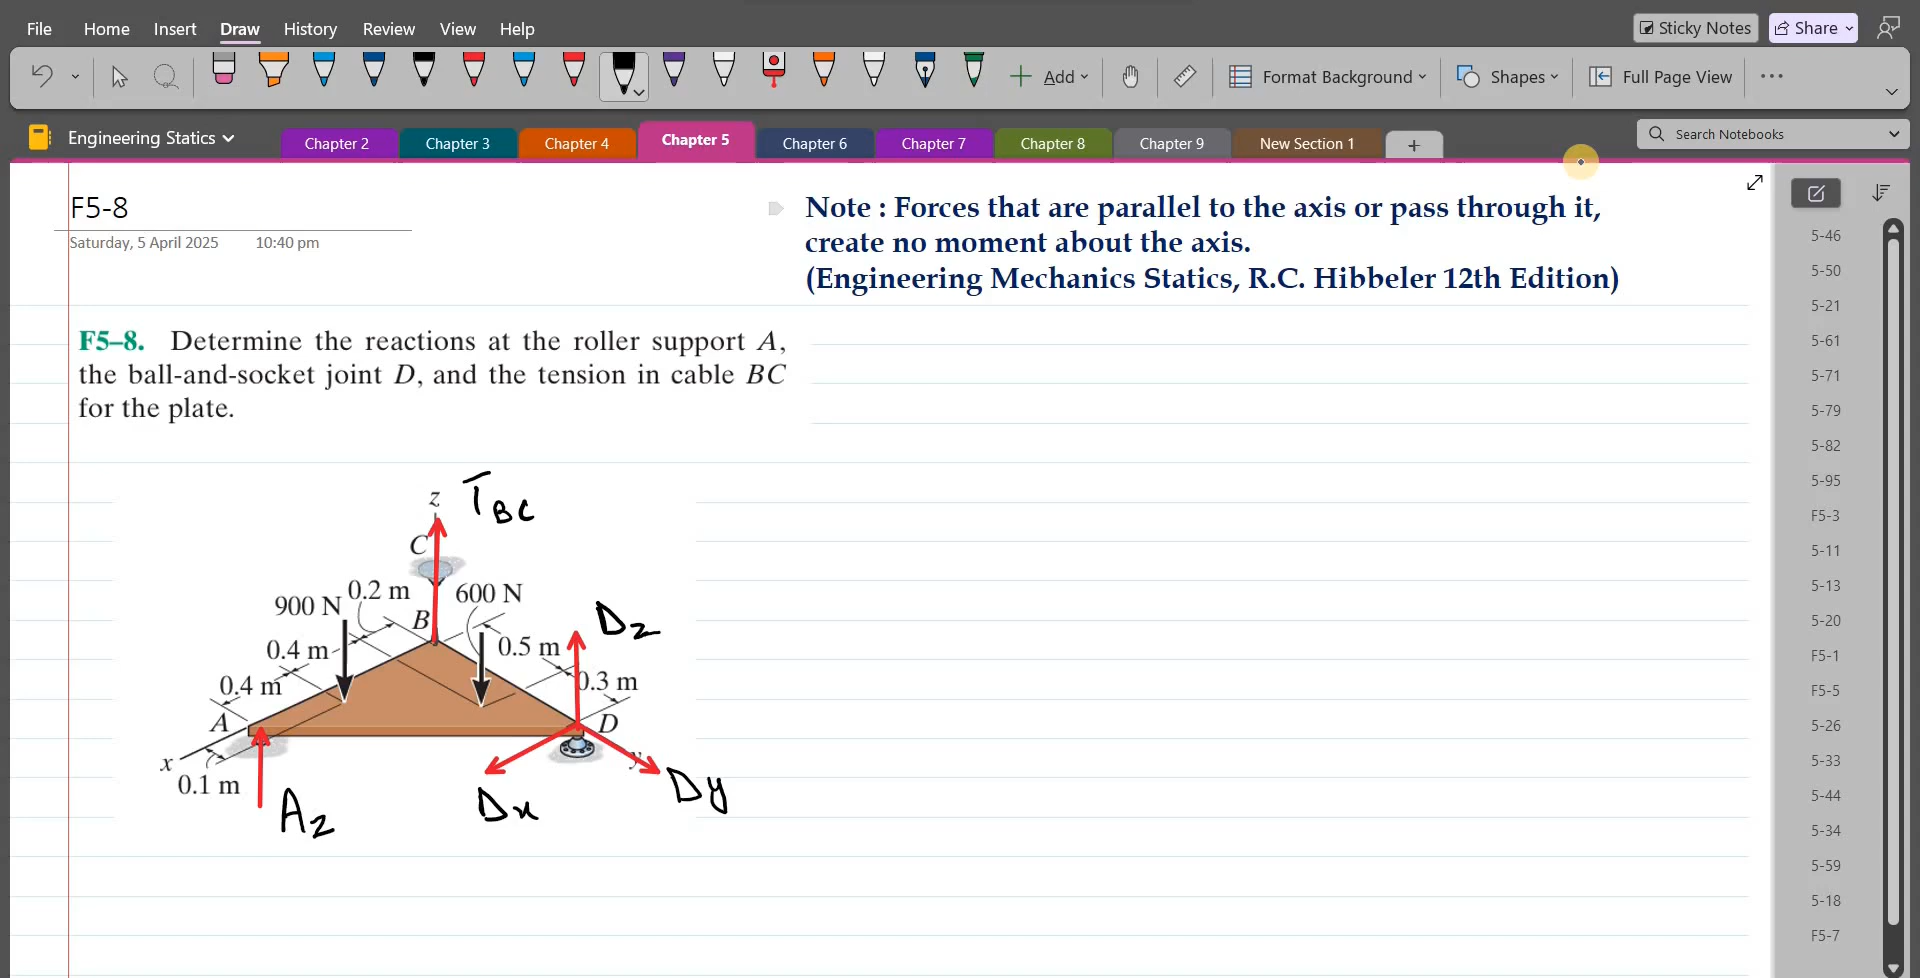 File Home Insert Draw History Review View Help
Sticky Notes Share
Add Format Background Shapes Full Page View
Engineering Statics Chapter 2 Chapter 3 Chapter 4 Chapter 5 Chapter 6 Chapter 7 Chapter 8 Chapter 9 New Section 1 +
Search Notebooks
F5-8
Saturday, 5 April 2025 10:40 pm
Note : Forces that are parallel to the axis or pass through it,
create no moment about the axis.
(Engineering Mechanics Statics, R.C. Hibbeler 12th Edition)
F5–8. Determine the reactions at the roller support A,
the ball-and-socket joint D, and the tension in cable BC
for the plate.
z
TBC
C
0.2 m
900 N
600 N
B
Dz
0.4 m
0.5 m
0.4 m
0.3 m
A
D
x
y
0.1 m
Az
Dx
Dy
5-46
5-50
5-21
5-61
5-71
5-79
5-82
5-95
F5-3
5-11
5-13
5-20
F5-1
F5-5
5-26
5-33
5-44
5-34
5-59
5-18
F5-7